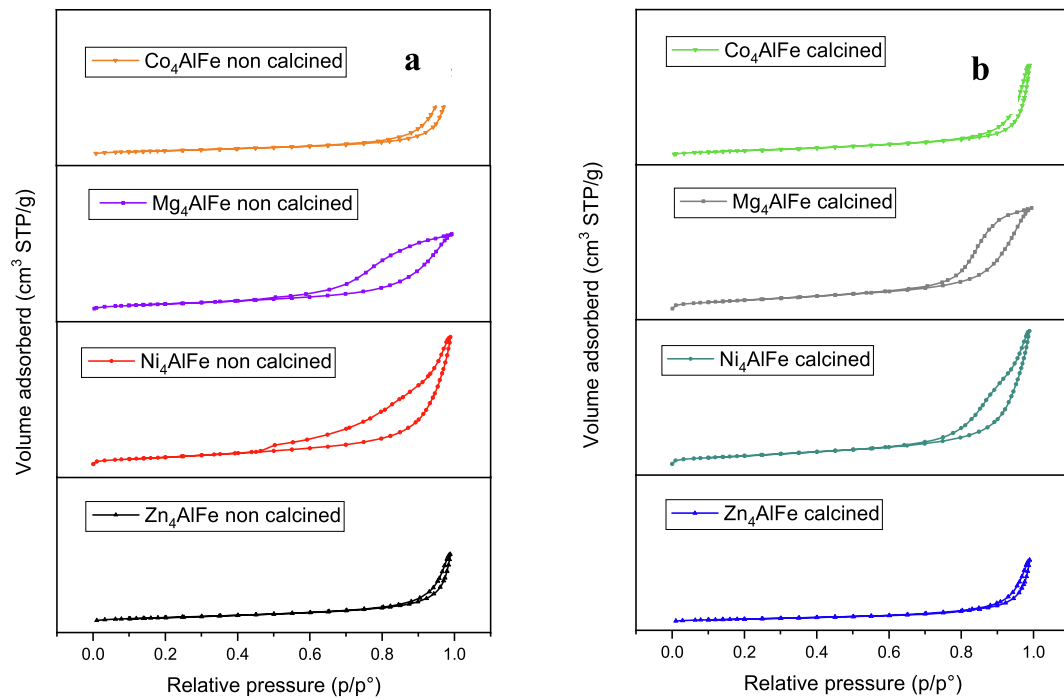 a
Co₄AlFe non calcined
Mg₄AlFe non calcined
Ni₄AlFe non calcined
Zn₄AlFe non calcined
Volume adsorberd (cm³ STP/g)
0.0 0.2 0.4 0.6 0.8 1.0
Relative pressure (p/p°)
b
Co₄AlFe calcined
Mg₄AlFe calcined
Ni₄AlFe calcined
Zn₄AlFe calcined
Volume adsorberd (cm³ STP/g)
0.0 0.2 0.4 0.6 0.8 1.0
Relative pressure (p/p°)